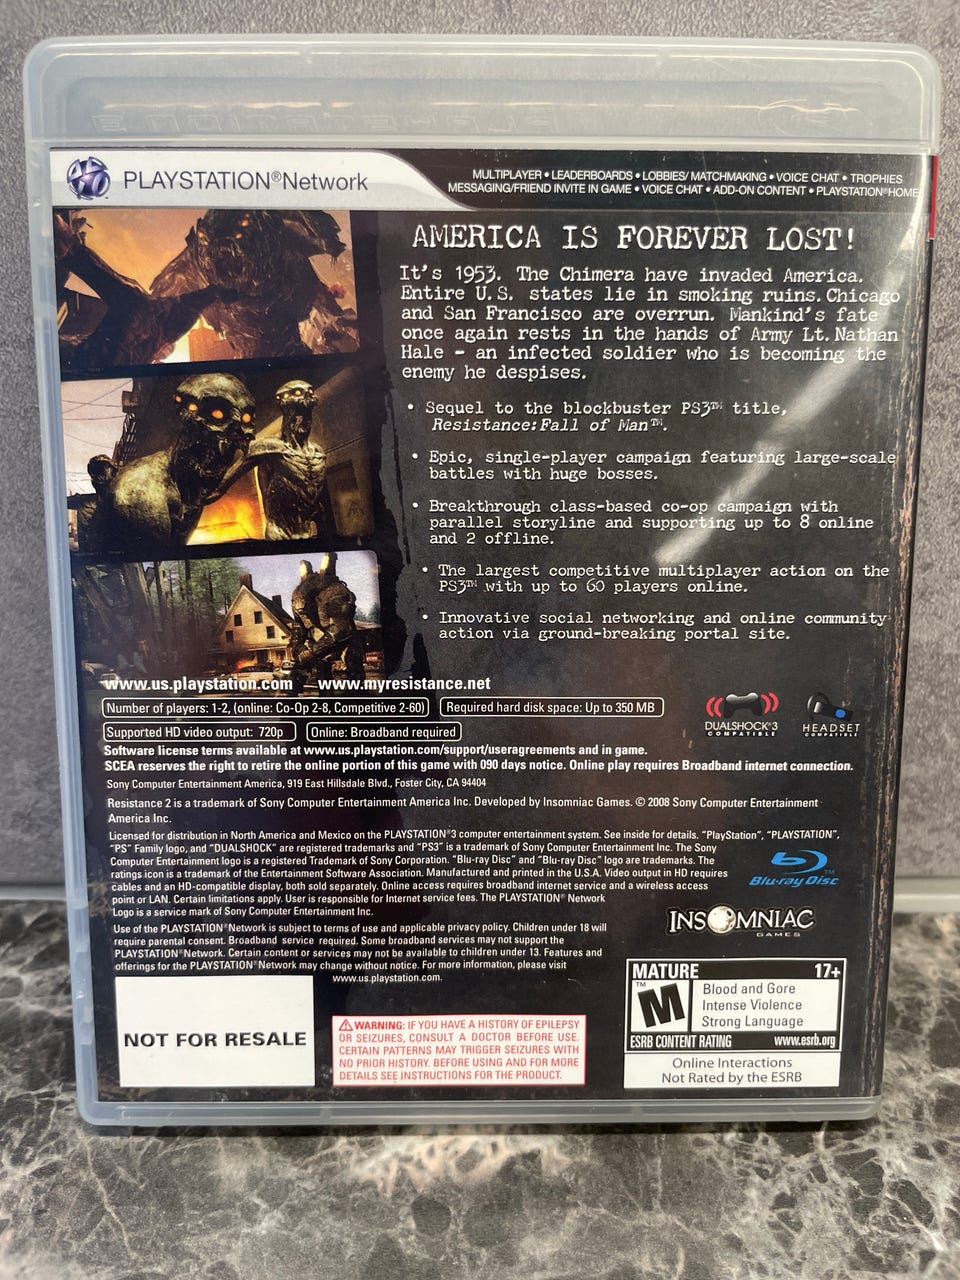 PLAYSTATION®Network
MULTIPLAYER • LEADERBOARDS • LOBBIES/ MATCHMAKING • VOICE CHAT • TROPHIES
MESSAGING/FRIEND INVITE IN GAME • VOICE CHAT • ADD-ON CONTENT • PLAYSTATION®HOME
AMERICA IS FOREVER LOST!
It's 1953. The Chimera have invaded America.
Entire U.S. states lie in smoking ruins. Chicago
and San Francisco are overrun. Mankind's fate
once again rests in the hands of Army Lt. Nathan
Hale - an infected soldier who is becoming the
enemy he despises.
• Sequel to the blockbuster PS3™ title,
Resistance: Fall of Man™.
• Epic, single-player campaign featuring large-scale
battles with huge bosses.
• Breakthrough class-based co-op campaign with
parallel storyline and supporting up to 8 online
and 2 offline.
• The largest competitive multiplayer action on the
PS3™ with up to 60 players online.
• Innovative social networking and online community
action via ground-breaking portal site.
www.us.playstation.com www.myresistance.net
Number of players: 1-2, (online: Co-Op 2-8, Competitive 2-60) Required hard disk space: Up to 350 MB
Supported HD video output: 720p Online: Broadband required
DUALSHOCK®3
COMPATIBLE
HEADSET
COMPATIBLE
Software license terms available at www.us.playstation.com/support/useragreements and in game.
SCEA reserves the right to retire the online portion of this game with 090 days notice. Online play requires Broadband internet connection.
Sony Computer Entertainment America, 919 East Hillsdale Blvd., Foster City, CA 94404
Resistance 2 is a trademark of Sony Computer Entertainment America Inc. Developed by Insomniac Games. © 2008 Sony Computer Entertainment
America Inc.
Licensed for distribution in North America and Mexico on the PLAYSTATION®3 computer entertainment system. See inside for details. "PlayStation", "PLAYSTATION",
"PS" Family logo, and "DUALSHOCK" are registered trademarks and "PS3" is a trademark of Sony Computer Entertainment Inc. The Sony
Computer Entertainment logo is a registered Trademark of Sony Corporation. "Blu-ray Disc" and "Blu-ray Disc" logo are trademarks. The
ratings icon is a trademark of the Entertainment Software Association. Manufactured and printed in the U.S.A. Video output in HD requires
cables and an HD-compatible display, both sold separately. Online access requires broadband internet service and a wireless access
point or LAN. Certain limitations apply. User is responsible for Internet service fees. The PLAYSTATION® Network
Logo is a service mark of Sony Computer Entertainment Inc.
Use of the PLAYSTATION®Network is subject to terms of use and applicable privacy policy. Children under 18 will
require parental consent. Broadband service required. Some broadband services may not support the
PLAYSTATION®Network. Certain content or services may not be available to children under 13. Features and
offerings for the PLAYSTATION®Network may change without notice. For more information, please visit
www.us.playstation.com.
Blu-ray Disc™
INSOMNIAC
GAMES
NOT FOR RESALE
WARNING: IF YOU HAVE A HISTORY OF EPILEPSY
OR SEIZURES, CONSULT A DOCTOR BEFORE USE.
CERTAIN PATTERNS MAY TRIGGER SEIZURES WITH
NO PRIOR HISTORY. BEFORE USING AND FOR MORE
DETAILS SEE INSTRUCTIONS FOR THE PRODUCT.
MATURE 17+
™
M
Blood and Gore
Intense Violence
Strong Language
ESRB CONTENT RATING www.esrb.org
Online Interactions
Not Rated by the ESRB